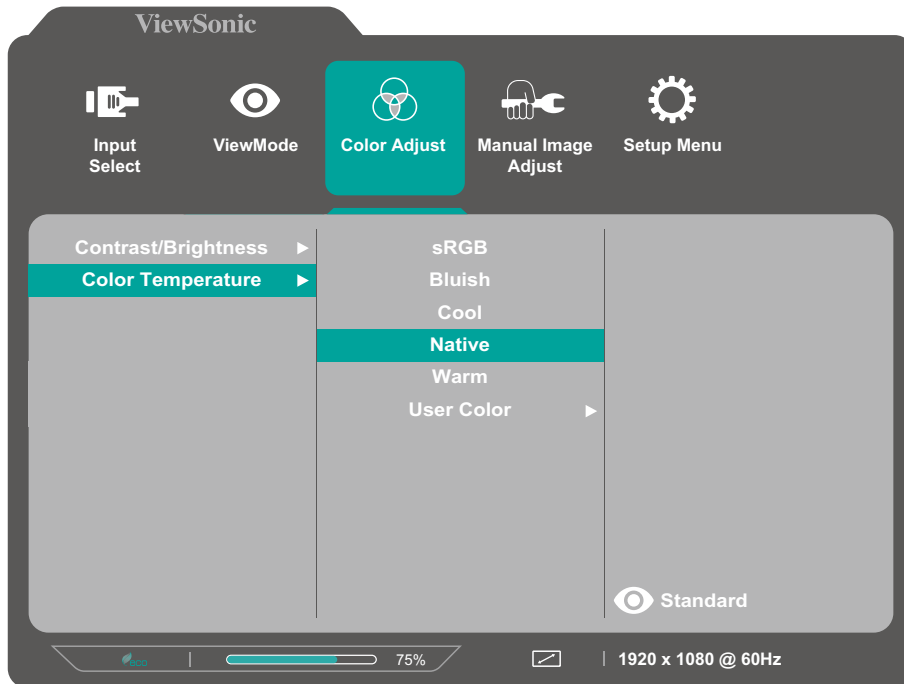 ViewSonic
Input
Select
ViewMode
Color Adjust
Manual Image
Adjust
Setup Menu
Contrast/Brightness
Color Temperature
sRGB
Bluish
Cool
Native
Warm
User Color
Standard
eco
75%
1920 x 1080 @ 60Hz